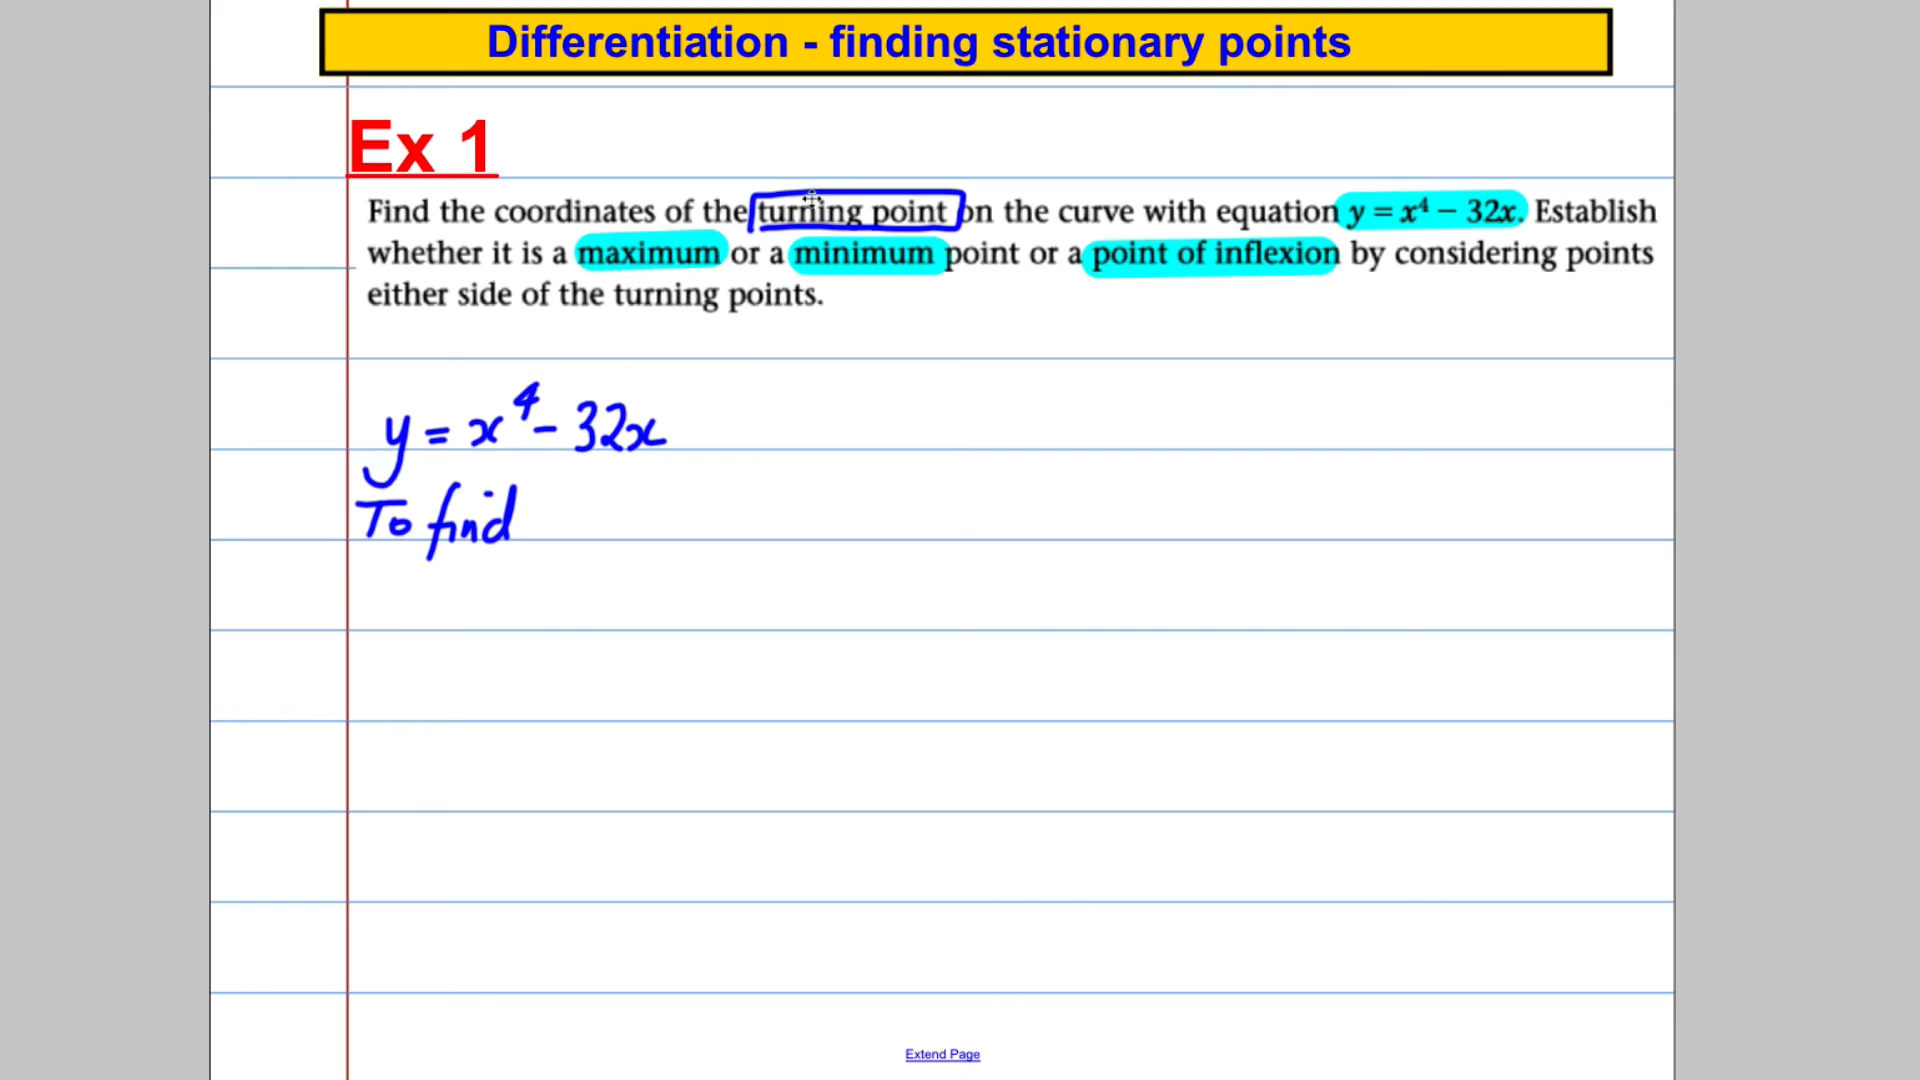 Differentiation - finding stationary points
Ex 1
Find the coordinates of the turning point on the curve with equation y = x⁴ − 32x. Establish
whether it is a maximum or a minimum point or a point of inflexion by considering points
either side of the turning points.
y = x⁴ - 32x
To find
Extend Page